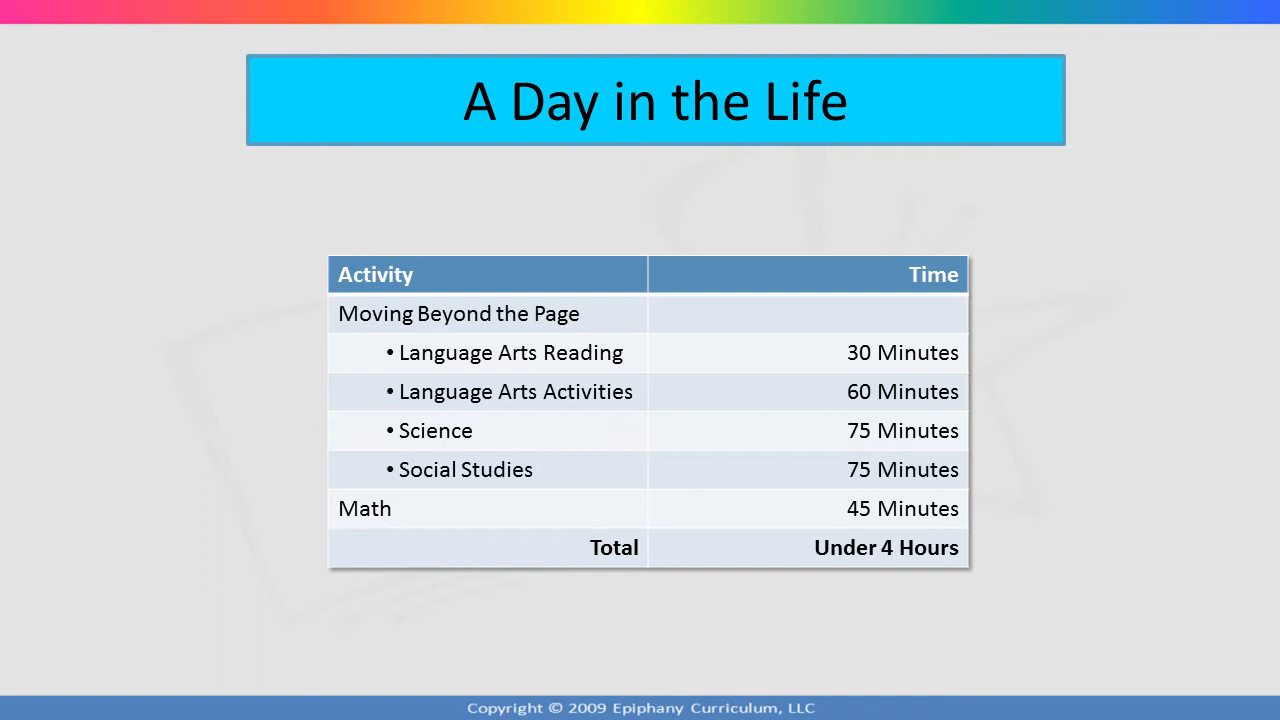 A Day in the Life
Activity Time
Moving Beyond the Page
• Language Arts Reading 30 Minutes
• Language Arts Activities 60 Minutes
• Science 75 Minutes
• Social Studies 75 Minutes
Math 45 Minutes
Total Under 4 Hours
Copyright © 2009 Epiphany Curriculum, LLC